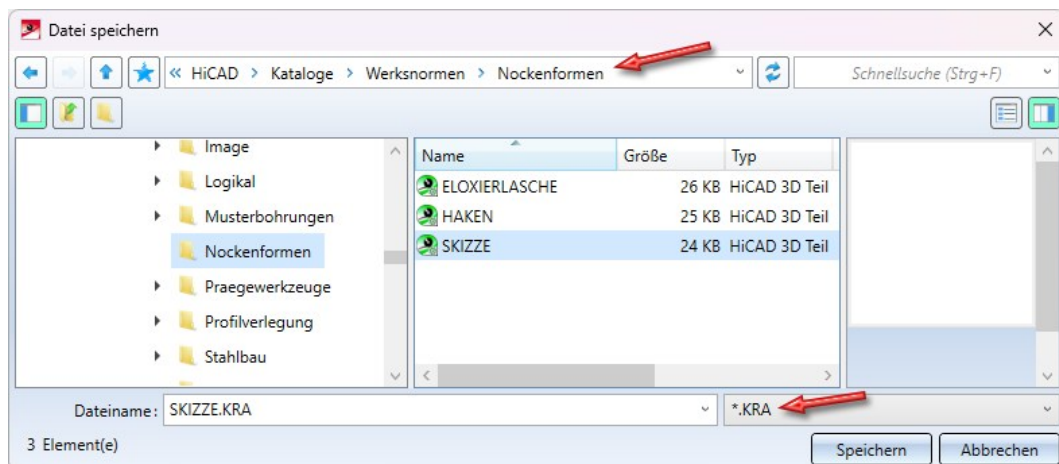 Datei speichern
« HiCAD > Kataloge > Werksnormen > Nockenformen
Schnellsuche (Strg+F)
Image
Logikal
Musterbohrungen
Nockenformen
Praegewerkzeuge
Profilverlegung
Stahlbau
Name Größe Typ
ELOXIERLASCHE 26 KB HiCAD 3D Teil
HAKEN 25 KB HiCAD 3D Teil
SKIZZE 24 KB HiCAD 3D Teil
Dateiname: SKIZZE.KRA *.KRA
3 Element(e)
Speichern Abbrechen